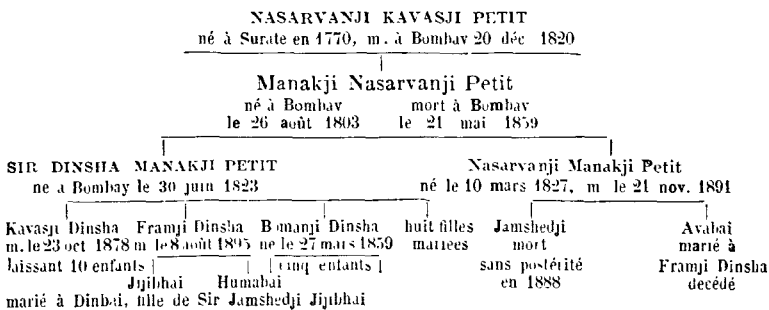 NASARVANJI KAVASJI PETIT
né à Surate en 1770, m. à Bombay 20 déc 1820
Manakji Nasarvanji Petit
né à Bombay mort à Bombay
le 26 août 1803 le 21 mai 1859
SIR DINSHA MANAKJI PETIT Nasarvanji Manakji Petit
ne a Bombay le 30 juin 1823 né le 10 mars 1827, m le 21 nov. 1891
Kavasji Dinsha Framji Dinsha Bomanji Dinsha huit filles Jamshedji Avabai
m. le 23 oct 1878 m le 8 août 1895 né le 27 mars 1859 mariees mort marié à
laissant 10 enfants cinq enfants sans postérité Framji Dinsha
Jijibhai Humabai en 1888 decédé
marié à Dinbai, fille de Sir Jamshedji Jijibhai